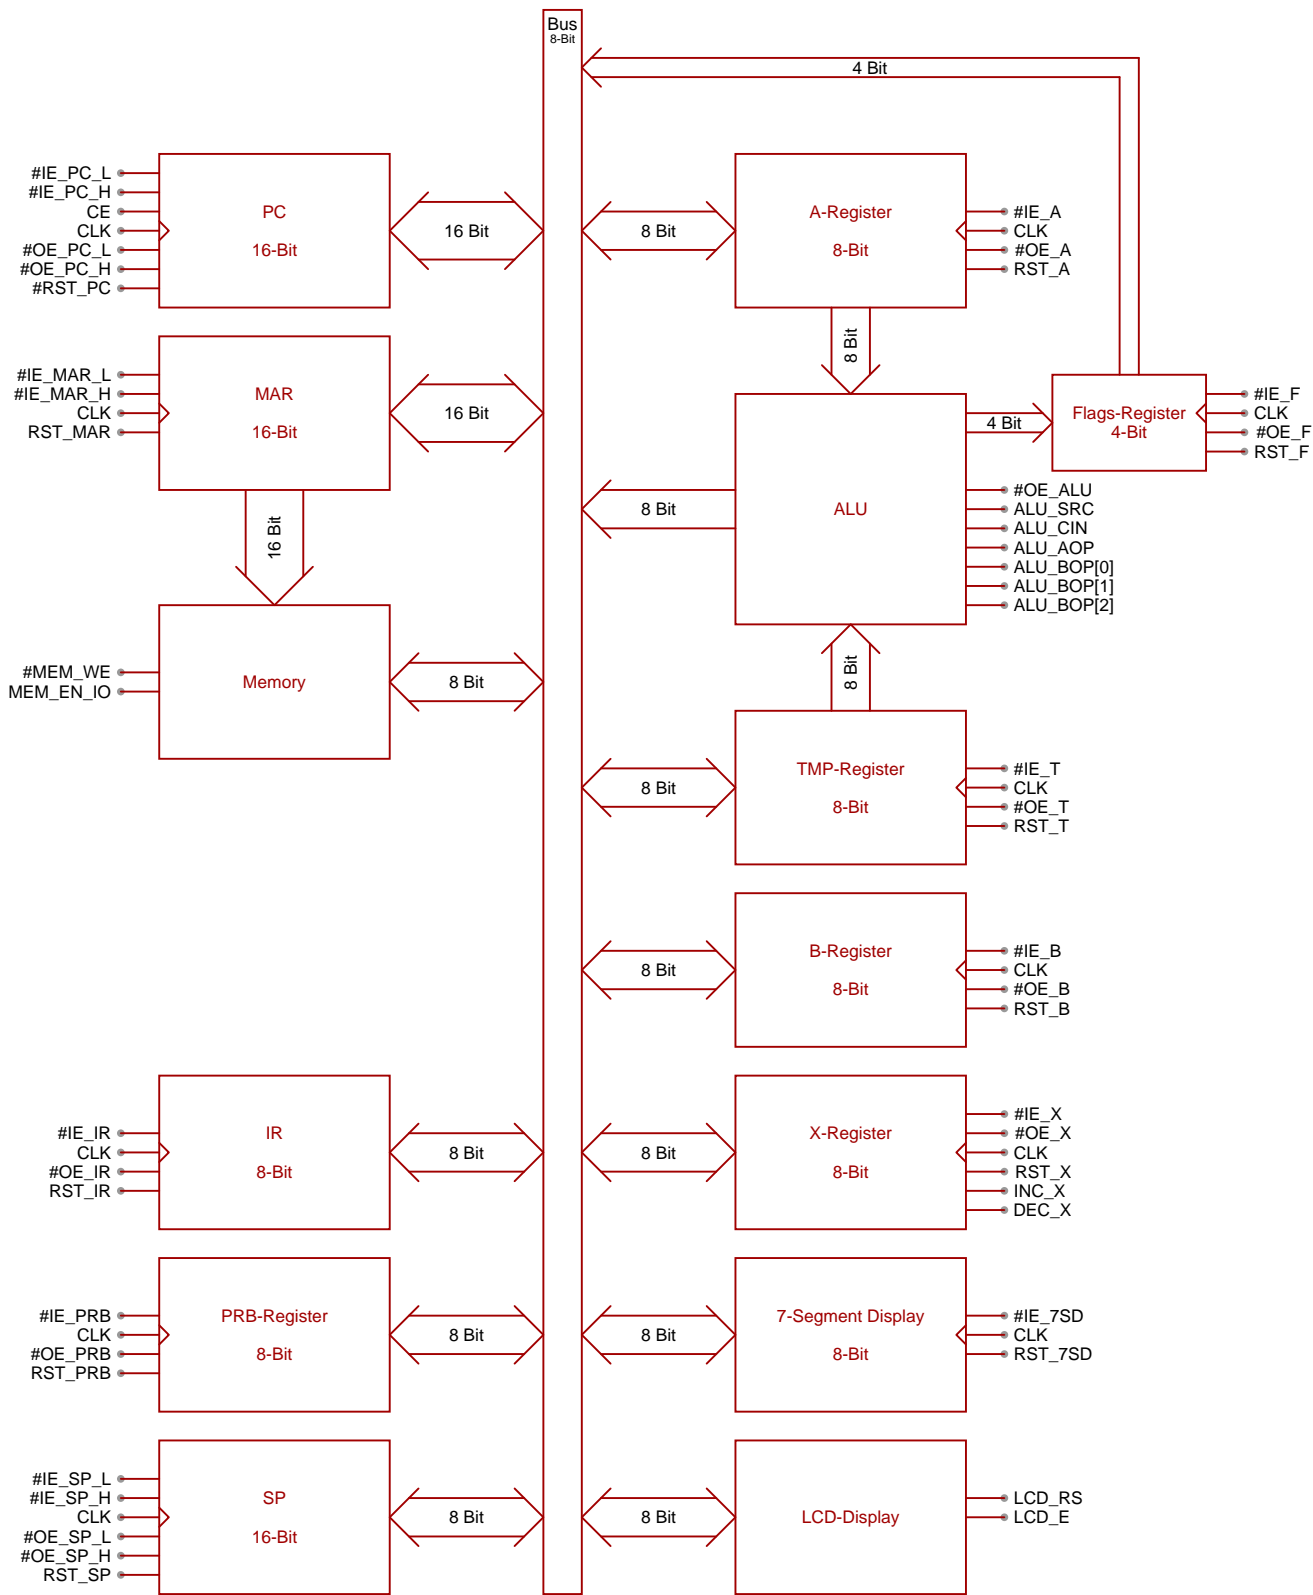 Bus
8-Bit
4 Bit
#IE_PC_L
#IE_PC_H
CE
CLK
#OE_PC_L
#OE_PC_H
#RST_PC
PC
16-Bit
16 Bit
8 Bit
A-Register
8-Bit
#IE_A
CLK
#OE_A
RST_A
8 Bit
#IE_MAR_L
#IE_MAR_H
CLK
RST_MAR
MAR
16-Bit
16 Bit
16 Bit
4 Bit
Flags-Register
4-Bit
#IE_F
CLK
#OE_F
RST_F
8 Bit
ALU
#OE_ALU
ALU_SRC
ALU_CIN
ALU_AOP
ALU_BOP[0]
ALU_BOP[1]
ALU_BOP[2]
#MEM_WE
MEM_EN_IO
Memory
8 Bit
8 Bit
8 Bit
TMP-Register
8-Bit
#IE_T
CLK
#OE_T
RST_T
8 Bit
B-Register
8-Bit
#IE_B
CLK
#OE_B
RST_B
#IE_IR
CLK
#OE_IR
RST_IR
IR
8-Bit
8 Bit
8 Bit
X-Register
8-Bit
#IE_X
#OE_X
CLK
RST_X
INC_X
DEC_X
#IE_PRB
CLK
#OE_PRB
RST_PRB
PRB-Register
8-Bit
8 Bit
8 Bit
7-Segment Display
8-Bit
#IE_7SD
CLK
RST_7SD
#IE_SP_L
#IE_SP_H
CLK
#OE_SP_L
#OE_SP_H
RST_SP
SP
16-Bit
8 Bit
8 Bit
LCD-Display
LCD_RS
LCD_E